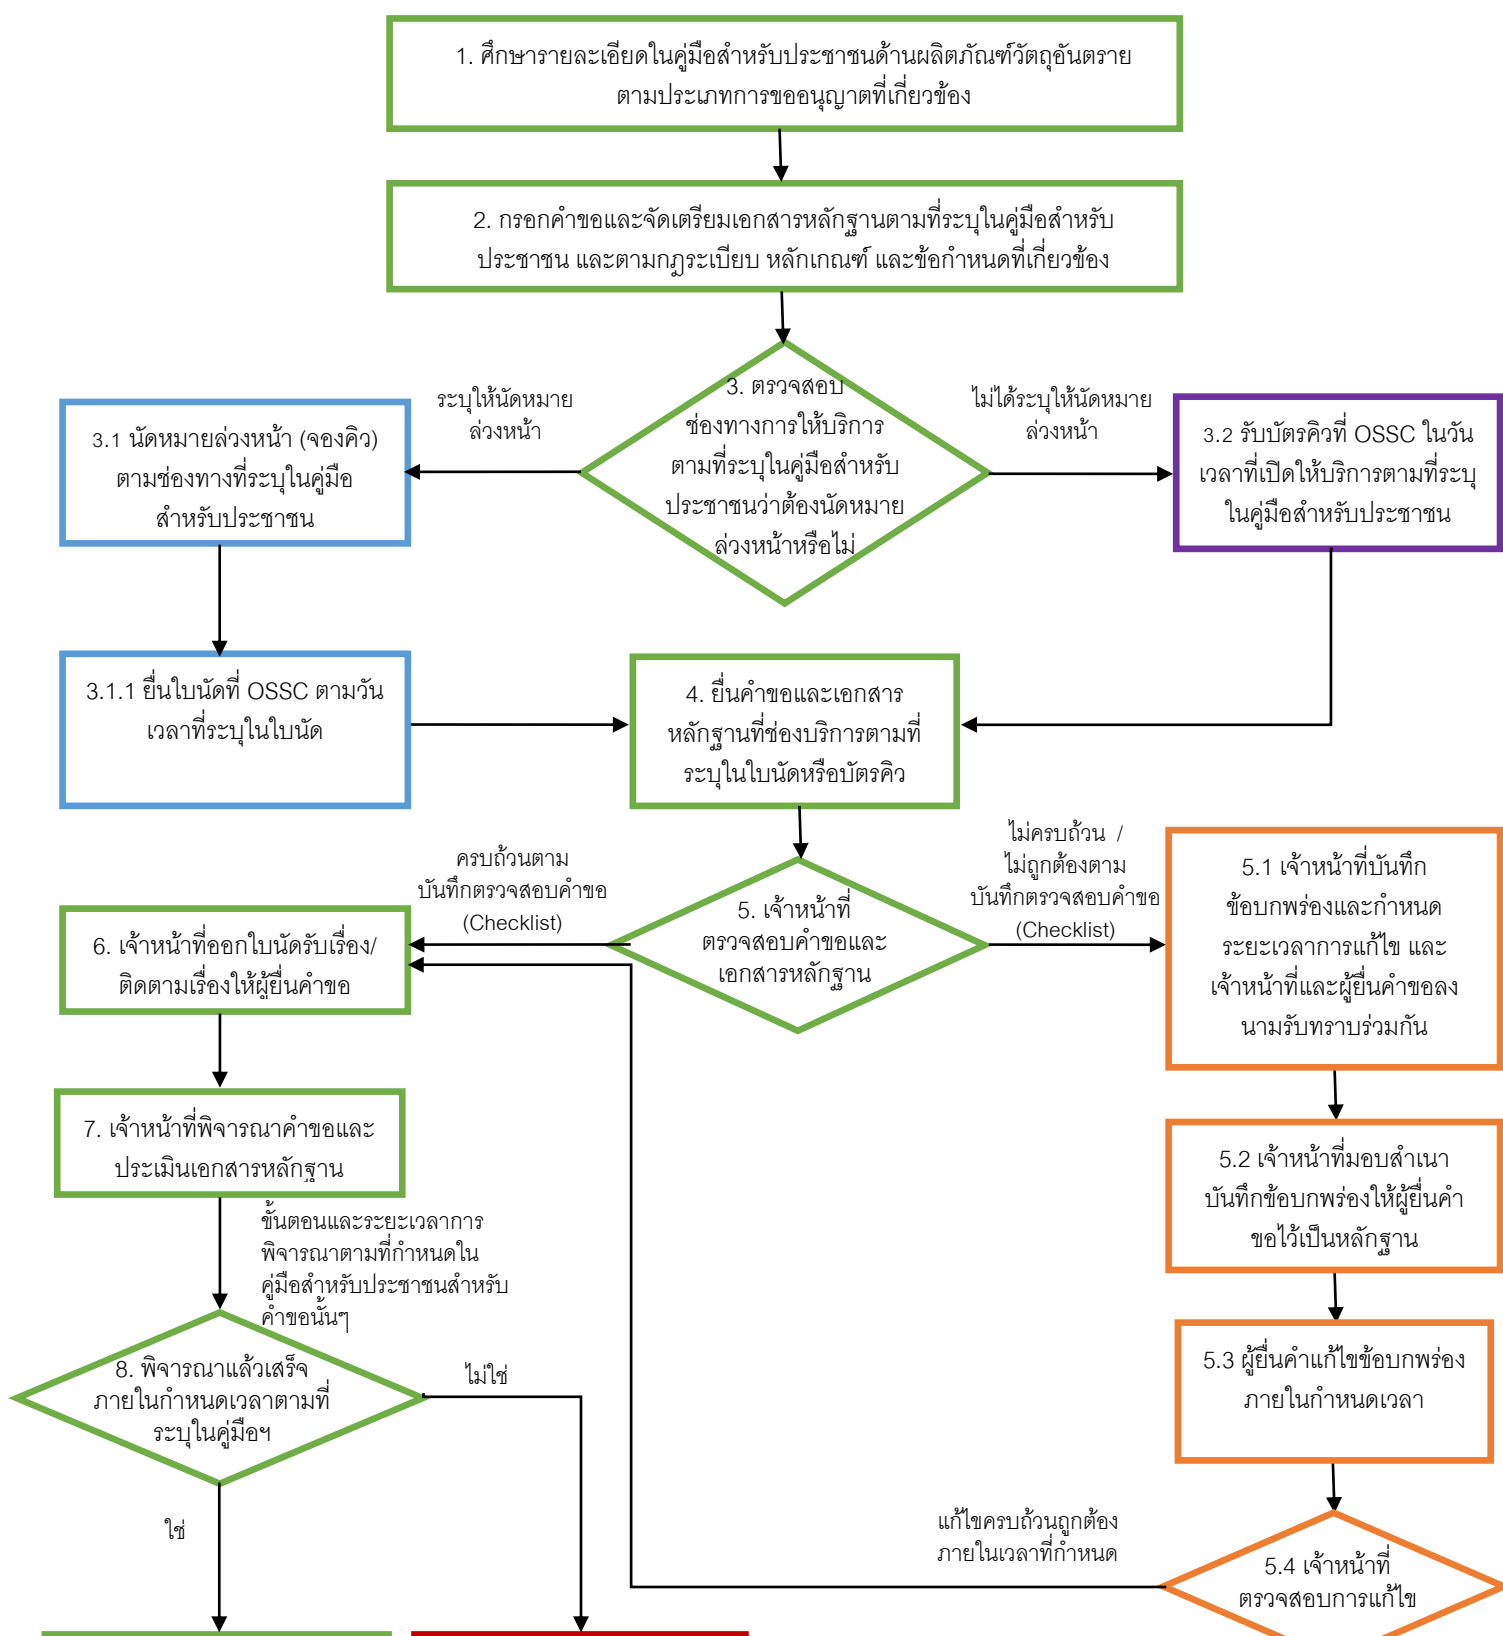 1. ศึกษารายละเอียดในคู่มือสำหรับประชาชนด้านผลิตภัณฑ์วัตถุอันตราย
ตามประเภทการขออนุญาตที่เกี่ยวข้อง
2. กรอกคำขอและจัดเตรียมเอกสารหลักฐานตามที่ระบุในคู่มือสำหรับ
ประชาชน และตามกฎระเบียบ หลักเกณฑ์ และข้อกำหนดที่เกี่ยวข้อง
3. ตรวจสอบ
ช่องทางการให้บริการ
ตามที่ระบุในคู่มือสำหรับ
ประชาชนว่าต้องนัดหมาย
ล่วงหน้าหรือไม่
ระบุให้นัดหมาย
ล่วงหน้า
ไม่ได้ระบุให้นัดหมาย
ล่วงหน้า
3.1 นัดหมายล่วงหน้า (จองคิว)
ตามช่องทางที่ระบุในคู่มือ
สำหรับประชาชน
3.2 รับบัตรคิวที่ OSSC ในวัน
เวลาที่เปิดให้บริการตามที่ระบุ
ในคู่มือสำหรับประชาชน
3.1.1 ยื่นใบนัดที่ OSSC ตามวัน
เวลาที่ระบุในใบนัด
4. ยื่นคำขอและเอกสาร
หลักฐานที่ช่องบริการตามที่
ระบุในใบนัดหรือบัตรคิว
ครบถ้วนตาม
บันทึกตรวจสอบคำขอ
(Checklist)
5. เจ้าหน้าที่
ตรวจสอบคำขอและ
เอกสารหลักฐาน
ไม่ครบถ้วน /
ไม่ถูกต้องตาม
บันทึกตรวจสอบคำขอ
(Checklist)
5.1 เจ้าหน้าที่บันทึก
ข้อบกพร่องและกำหนด
ระยะเวลาการแก้ไข และ
เจ้าหน้าที่และผู้ยื่นคำขอลง
นามรับทราบร่วมกัน
6. เจ้าหน้าที่ออกใบนัดรับเรื่อง/
ติดตามเรื่องให้ผู้ยื่นคำขอ
7. เจ้าหน้าที่พิจารณาคำขอและ
ประเมินเอกสารหลักฐาน
5.2 เจ้าหน้าที่มอบสำเนา
บันทึกข้อบกพร่องให้ผู้ยื่นคำ
ขอไว้เป็นหลักฐาน
ขั้นตอนและระยะเวลาการ
พิจารณาตามที่กำหนดใน
คู่มือสำหรับประชาชนสำหรับ
คำขอนั้นๆ
8. พิจารณาแล้วเสร็จ
ภายในกำหนดเวลาตามที่
ระบุในคู่มือฯ
ไม่ใช่
ใช่
5.3 ผู้ยื่นคำแก้ไขข้อบกพร่อง
ภายในกำหนดเวลา
แก้ไขครบถ้วนถูกต้อง
ภายในเวลาที่กำหนด
5.4 เจ้าหน้าที่
ตรวจสอบการแก้ไข